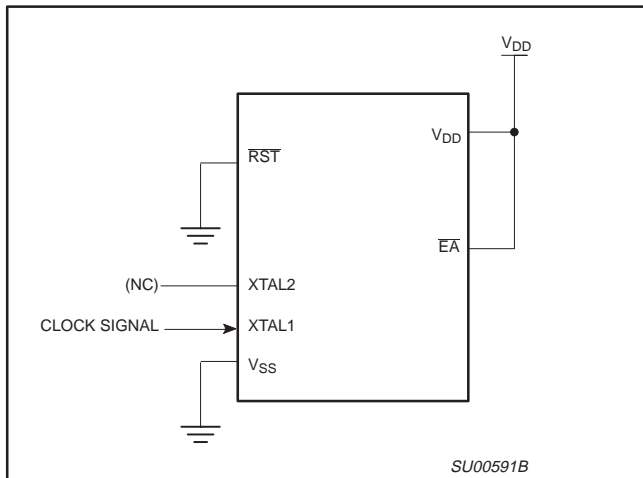 VDD
VDD
RST
EA
(NC)
XTAL2
CLOCK SIGNAL
XTAL1
VSS
SU00591B